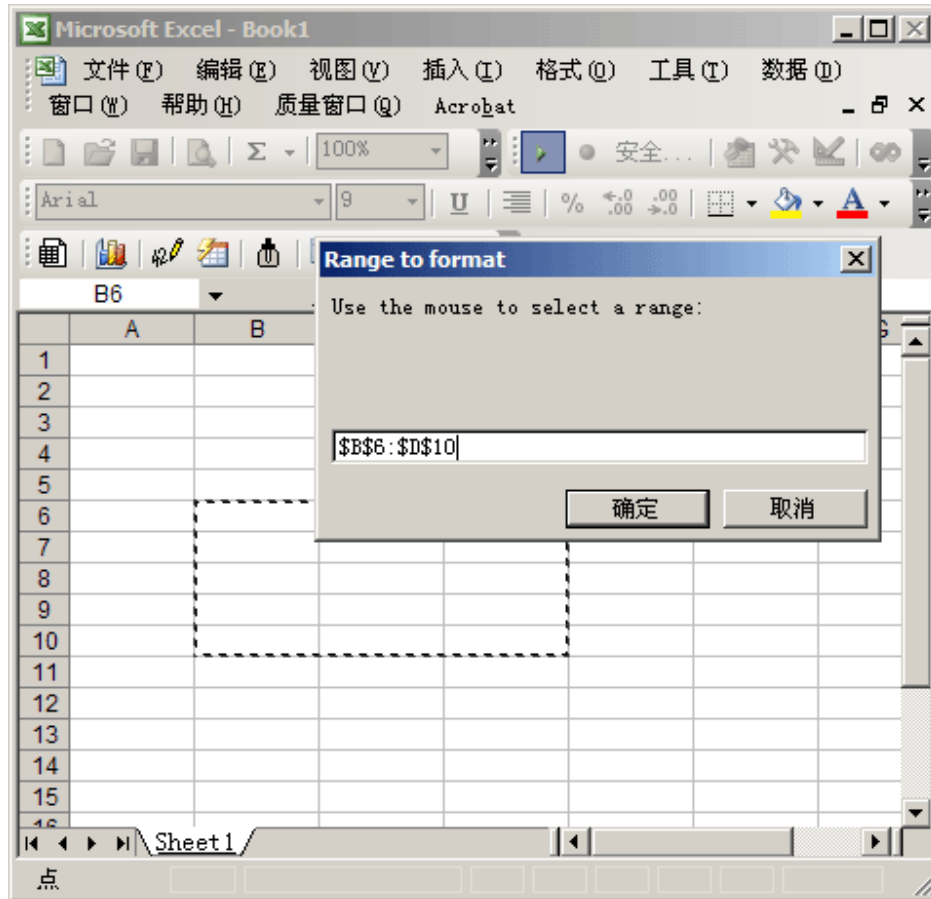 Microsoft Excel - Book1
文件(F) 编辑(E) 视图(V) 插入(I) 格式(O) 工具(T) 数据(D)
窗口(W) 帮助(H) 质量窗口(Q) Acrobat
Σ 100% 安全...
Arial 9 U % .00 .0 A
Range to format
B6
Use the mouse to select a range:
A B G
1
2
3
4
$B$6:$D$10
5
6 确定 取消
7
8
9
10
11
12
13
14
15
16
Sheet1
点